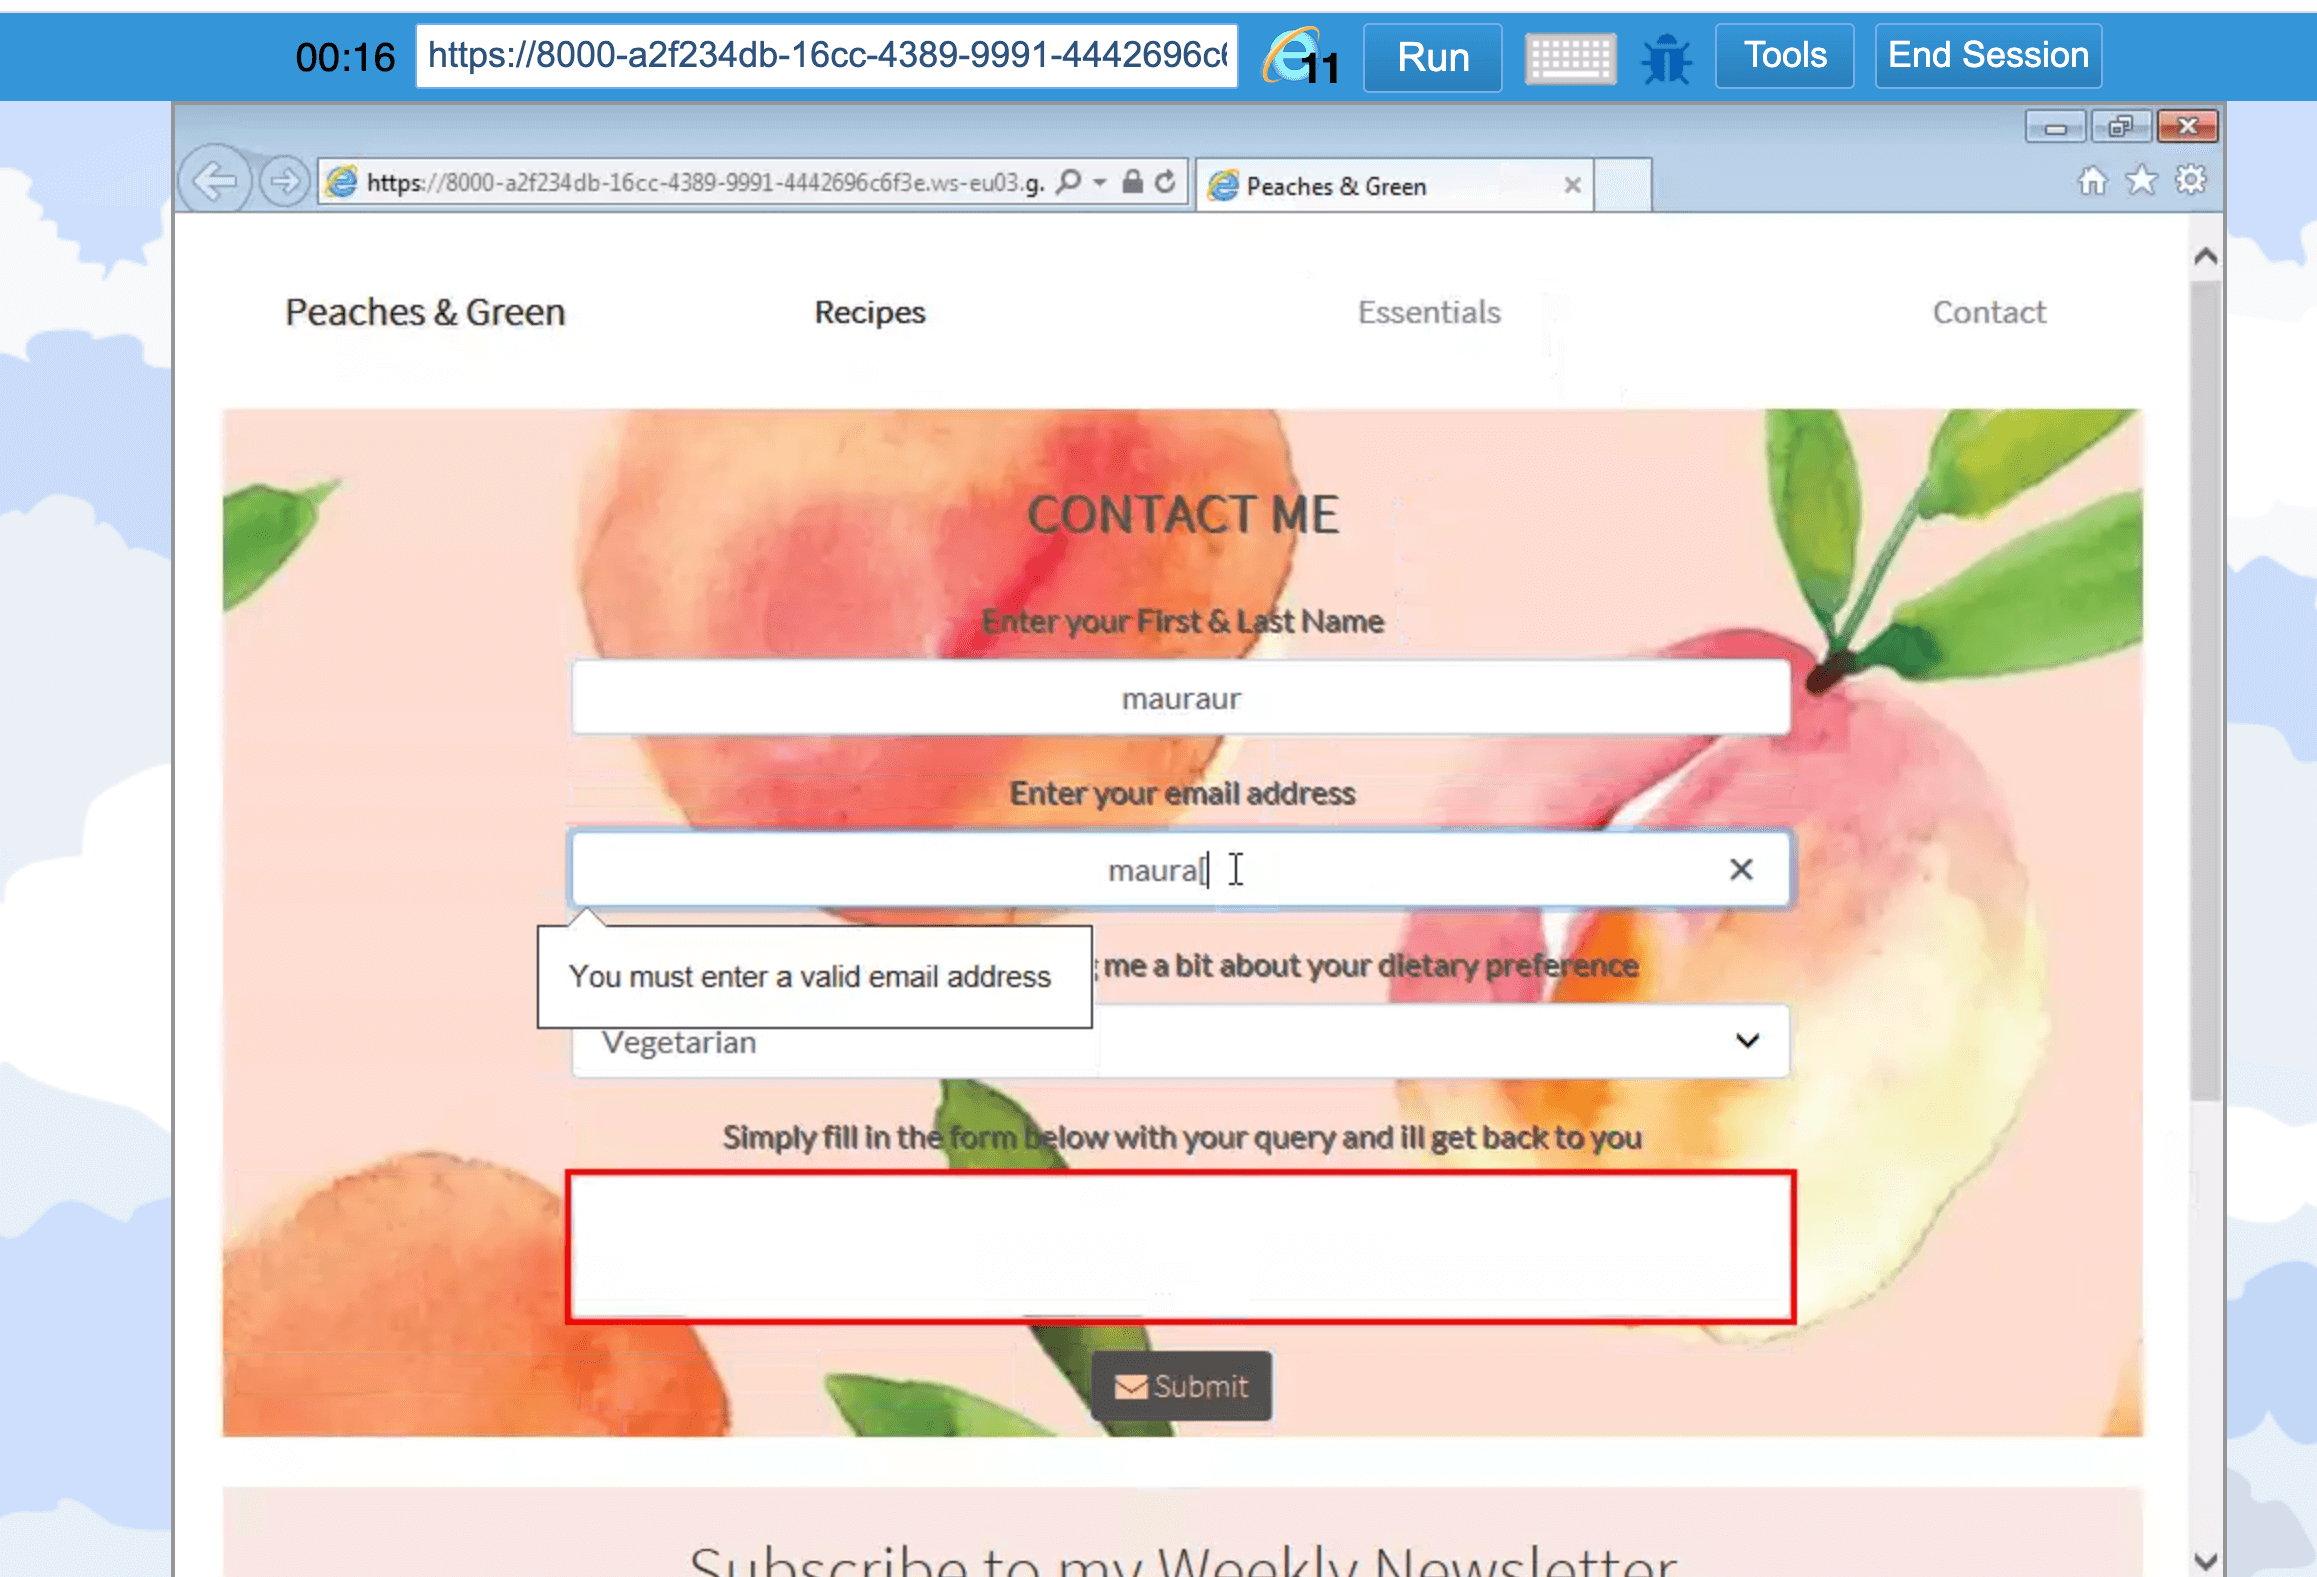 00:16 https://8000-a2f234db-16cc-4389-9991-4442696c6 11 Run Tools End Session
https://8000-a2f234db-16cc-4389-9991-4442696c6f3e.ws-eu03.g. Peaches & Green
Peaches & Green Recipes Essentials Contact
CONTACT ME
Enter your First & Last Name
mauraur
Enter your email address
maura[
You must enter a valid email address
me a bit about your dietary preference
Vegetarian
Simply fill in the form below with your query and ill get back to you
Submit
Subscribe to my Weekly Newsletter